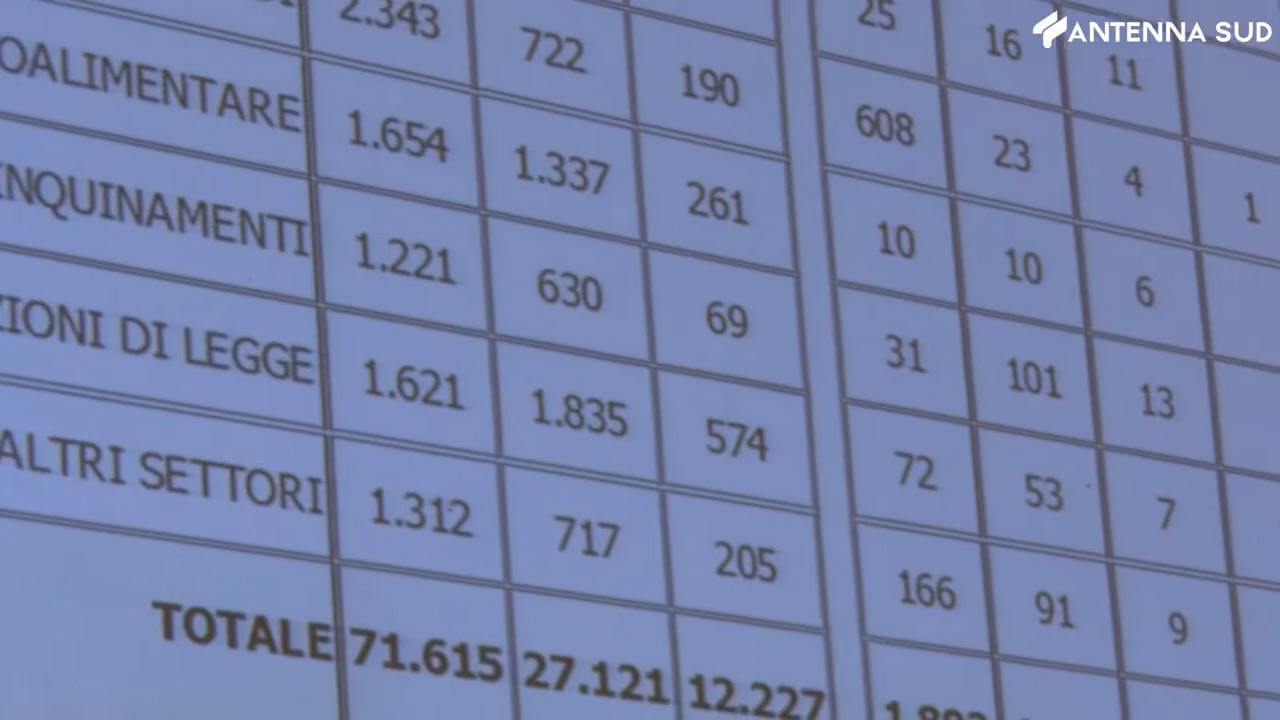 ANTENNA SUD
25 16 11
2.343 722 190 608 23 4 1
OALIMENTARE 1.654 1.337 261 10 10 6
INQUINAMENTI 1.221 630 69 31 101 13
ZIONI DI LEGGE 1.621 1.835 574 72 53 7
ALTRI SETTORI 1.312 717 205 166 91 9
TOTALE 71.615 27.121 12.227